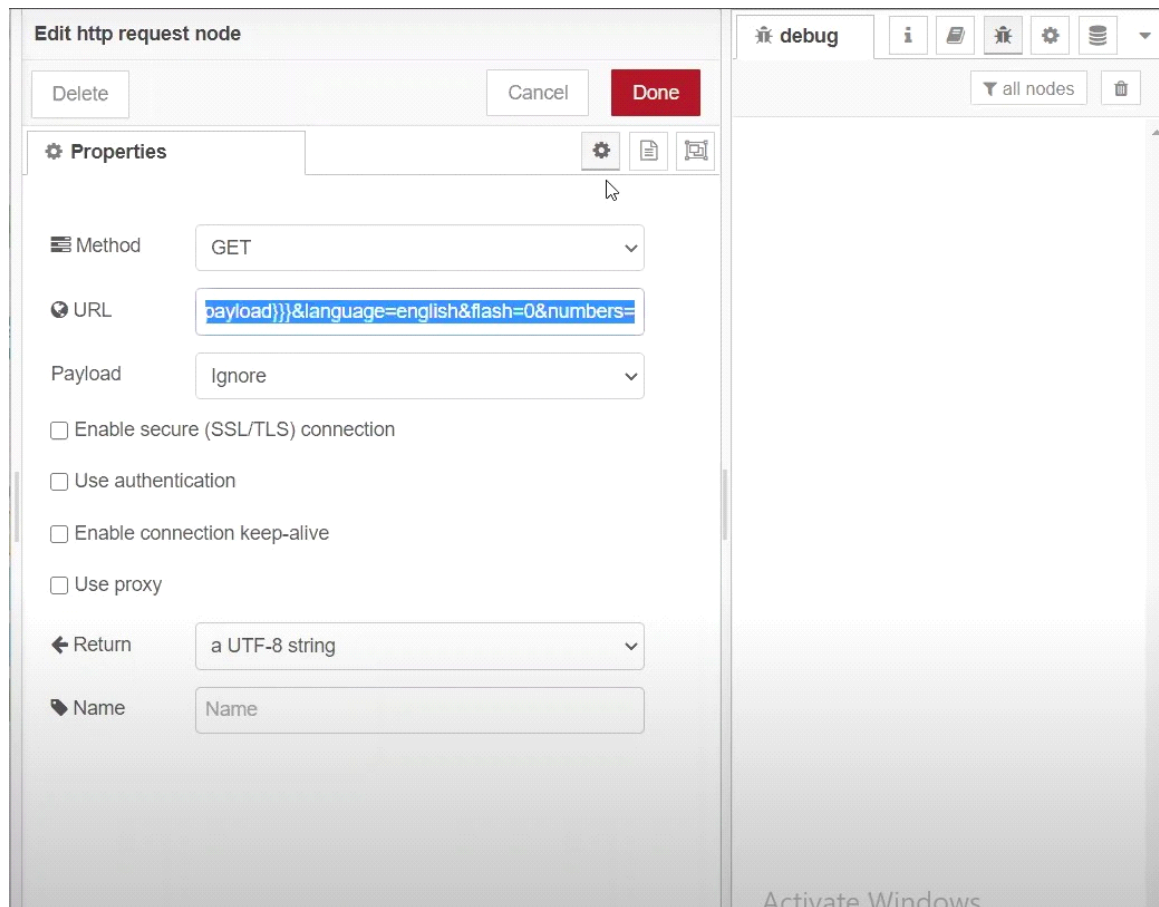 Edit http request node
debug
Delete
Cancel
Done
all nodes
Properties
Method
GET
URL
payload}}}&language=english&flash=0&numbers=
Payload
Ignore
Enable secure (SSL/TLS) connection
Use authentication
Enable connection keep-alive
Use proxy
Return
a UTF-8 string
Name
Name
Activate Windows